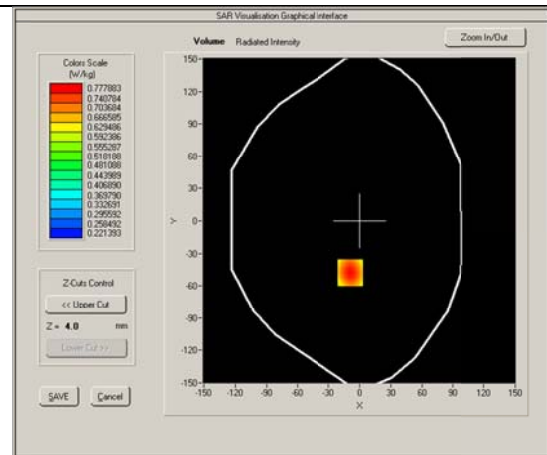 SAR Visualisation Graphical Interface
Volume Radiated Intensity
Zoom In/Out
Colors Scale
(W/kg)
0.777883
0.740784
0.703684
0.666585
0.629486
0.592386
0.555287
0.518188
0.481088
0.443989
0.406890
0.369790
0.332691
0.295592
0.258492
0.221393
Z-Cuts Control
<< Upper Cut
Z = 4.0 mm
Lower Cut >>
SAVE Cancel
150-
120-
90-
60-
30-
Y 0-
-30-
-60-
-90-
-120-
-150-
-150 -120 -90 -60 -30 0 30 60 90 120 150
X